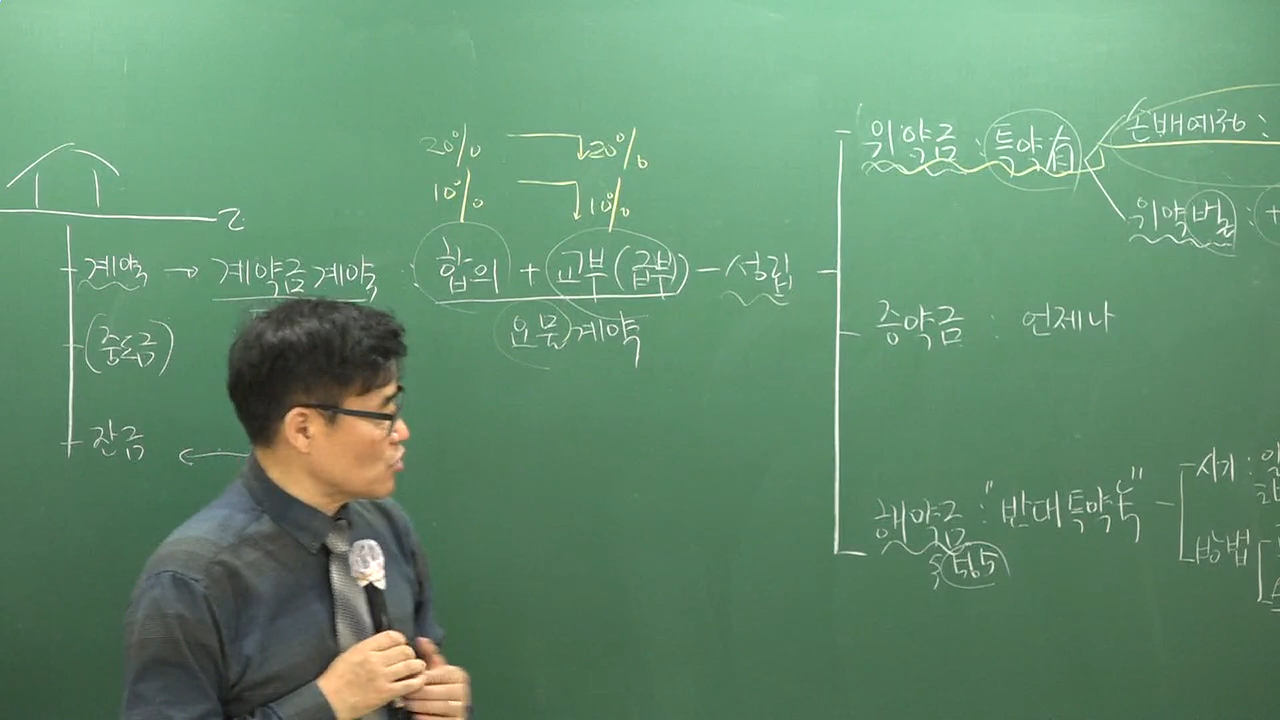 20% 20%
10% 10%
계약 → 계약금계약 : 합의 + 교부(급부) - 성립
요물계약
(중도금)
잔금 ←
위약금 : 특약有
손배예정 :
위약벌 : +
증약금 : 언제나
해약금 : "반대특약無"
565
시기 :
방법